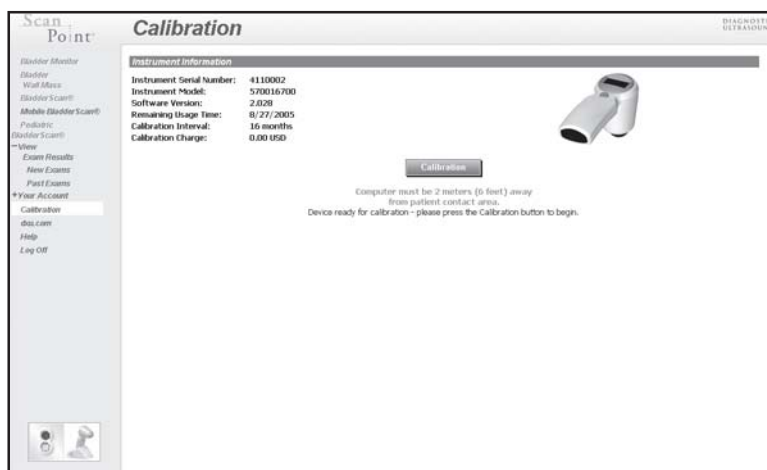 Scan
Point
Calibration
DIAGNOSTIC
ULTRASOUN
Bladder Monitor
Bladder
Wall Mass
BladderScan®
Mobile BladderScan®
Pediatric
BladderScan®
−View
Exam Results
New Exams
Past Exams
+Your Account
Calibration
dxu.com
Help
Log Off
Instrument Information
Instrument Serial Number: 4110002
Instrument Model: 570016700
Software Version: 2.028
Remaining Usage Time: 8/27/2005
Calibration Interval: 16 months
Calibration Charge: 0.00 USD
Calibration
Computer must be 2 meters (6 feet) away
from patient contact area.
Device ready for calibration - please press the Calibration button to begin.